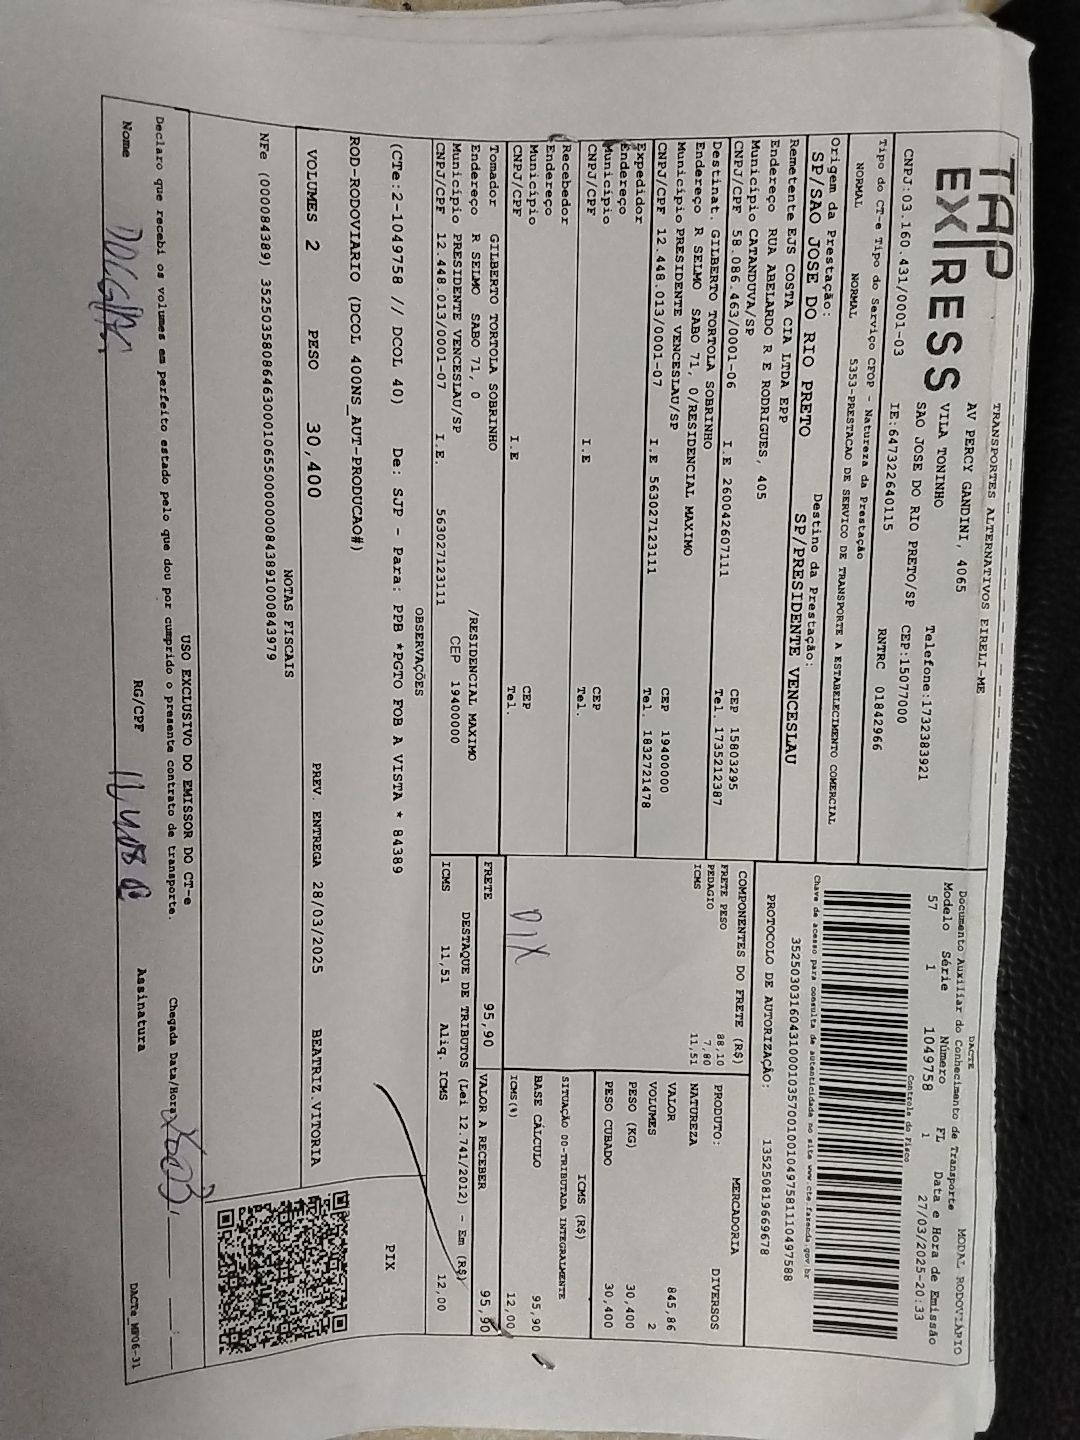 TAP
EXPRESS
TRANSPORTES ALTERNATIVOS EIRELI-ME
AV PERCY GANDINI, 4065
VILA TONINHO Telefone:1732383921
SAO JOSE DO RIO PRETO/SP CEP:15077000
CNPJ:03.160.431/0001-03 IE:647322640115 RNTRC 01842966
DACTE MODAL RODOVIÁRIO
Documento Auxiliar do Conhecimento de Transporte
Modelo Série Número FL Data e Hora de Emissão
57 1 1049758 1 27/03/2025-20:33
Controle do Fisco
Chave de acesso para consulta de autenticidade no site www.cte.fazenda.gov.br
PROTOCOLO DE AUTORIZAÇÃO: 135250819669678
Tipo do CT-e Tipo do Serviço CFOP - Natureza da Prestação
NORMAL NORMAL 5353-PRESTACAO DE SERVICO DE TRANSPORTE A ESTABELECIMENTO COMERCIAL
Origem da Prestação: Destino da Prestação:
SP/SAO JOSE DO RIO PRETO SP/PRESIDENTE VENCESLAU
Remetente EJS COSTA CIA LTDA EPP
Endereço RUA ABELARDO R E RODRIGUES, 405
Município CATANDUVA/SP CEP 15803295
CNPJ/CPF 58.086.463/0001-06 I.E 260042607111 Tel. 1735212387
Destinat. GILBERTO TORTOLA SOBRINHO
Endereço R SELMO SABO 71, 0/RESIDENCIAL MAXIMO
Município PRESIDENTE VENCESLAU/SP CEP 19400000
CNPJ/CPF 12.448.013/0001-07 I.E 563027123111 Tel. 1832721478
Expedidor
Endereço
Município CEP
CNPJ/CPF I.E Tel.
Recebedor
Endereço
Município CEP
CNPJ/CPF I.E Tel.
Tomador GILBERTO TORTOLA SOBRINHO
Endereço R SELMO SABO 71, 0 /RESIDENCIAL MAXIMO
Município PRESIDENTE VENCESLAU/SP CEP 19400000
CNPJ/CPF 12.448.013/0001-07 I.E. 563027123111
COMPONENTES DO FRETE (R$)
FRETE PESO 88,10
PEDAGIO 7,80
ICMS 11,51
PIX
FRETE 95,90
MERCADORIA
PRODUTO: DIVERSOS
NATUREZA
VALOR 845,86
VOLUMES 2
PESO (KG) 30,400
PESO CUBADO 30,400
ICMS (R$)
SITUAÇÃO 00-TRIBUTADA INTEGRALMENTE
BASE CÁLCULO 95,90
ICMS(%) 12,00
VALOR A RECEBER 95,90
DESTAQUE DE TRIBUTOS (Lei 12.741/2012) - Em (R$)
ICMS 11,51 Aliq. ICMS 12,00
OBSERVAÇÕES
(CTe:2-1049758 // DCOL 40) De: SJP - Para: PPB *PGTO FOB A VISTA * 84389
PIX
ROD-RODOVIARIO (DCOL 400NS_AUT-PRODUCAO#)
VOLUMES 2 PESO 30,400 PREV. ENTREGA 28/03/2025 BEATRIZ.VITORIA
NOTAS FISCAIS
USO EXCLUSIVO DO EMISSOR DO CT-e
Declaro que recebi os volumes em perfeito estado pelo que dou por cumprido o presente contrato de transporte. Chegada Data/Hora
Nome RG/CPF Assinatura
DACTe_MF06-31